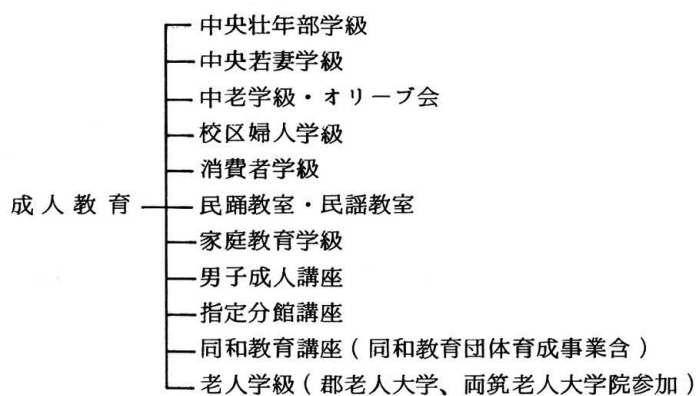 中央壮年部学級
中央若妻学級
中老学級・オリーブ会
校区婦人学級
消費者学級
成人教育
民踊教室・民謡教室
家庭教育学級
男子成人講座
指定分館講座
同和教育講座（同和教育団体育成事業含）
老人学級（郡老人大学、両筑老人大学院参加）